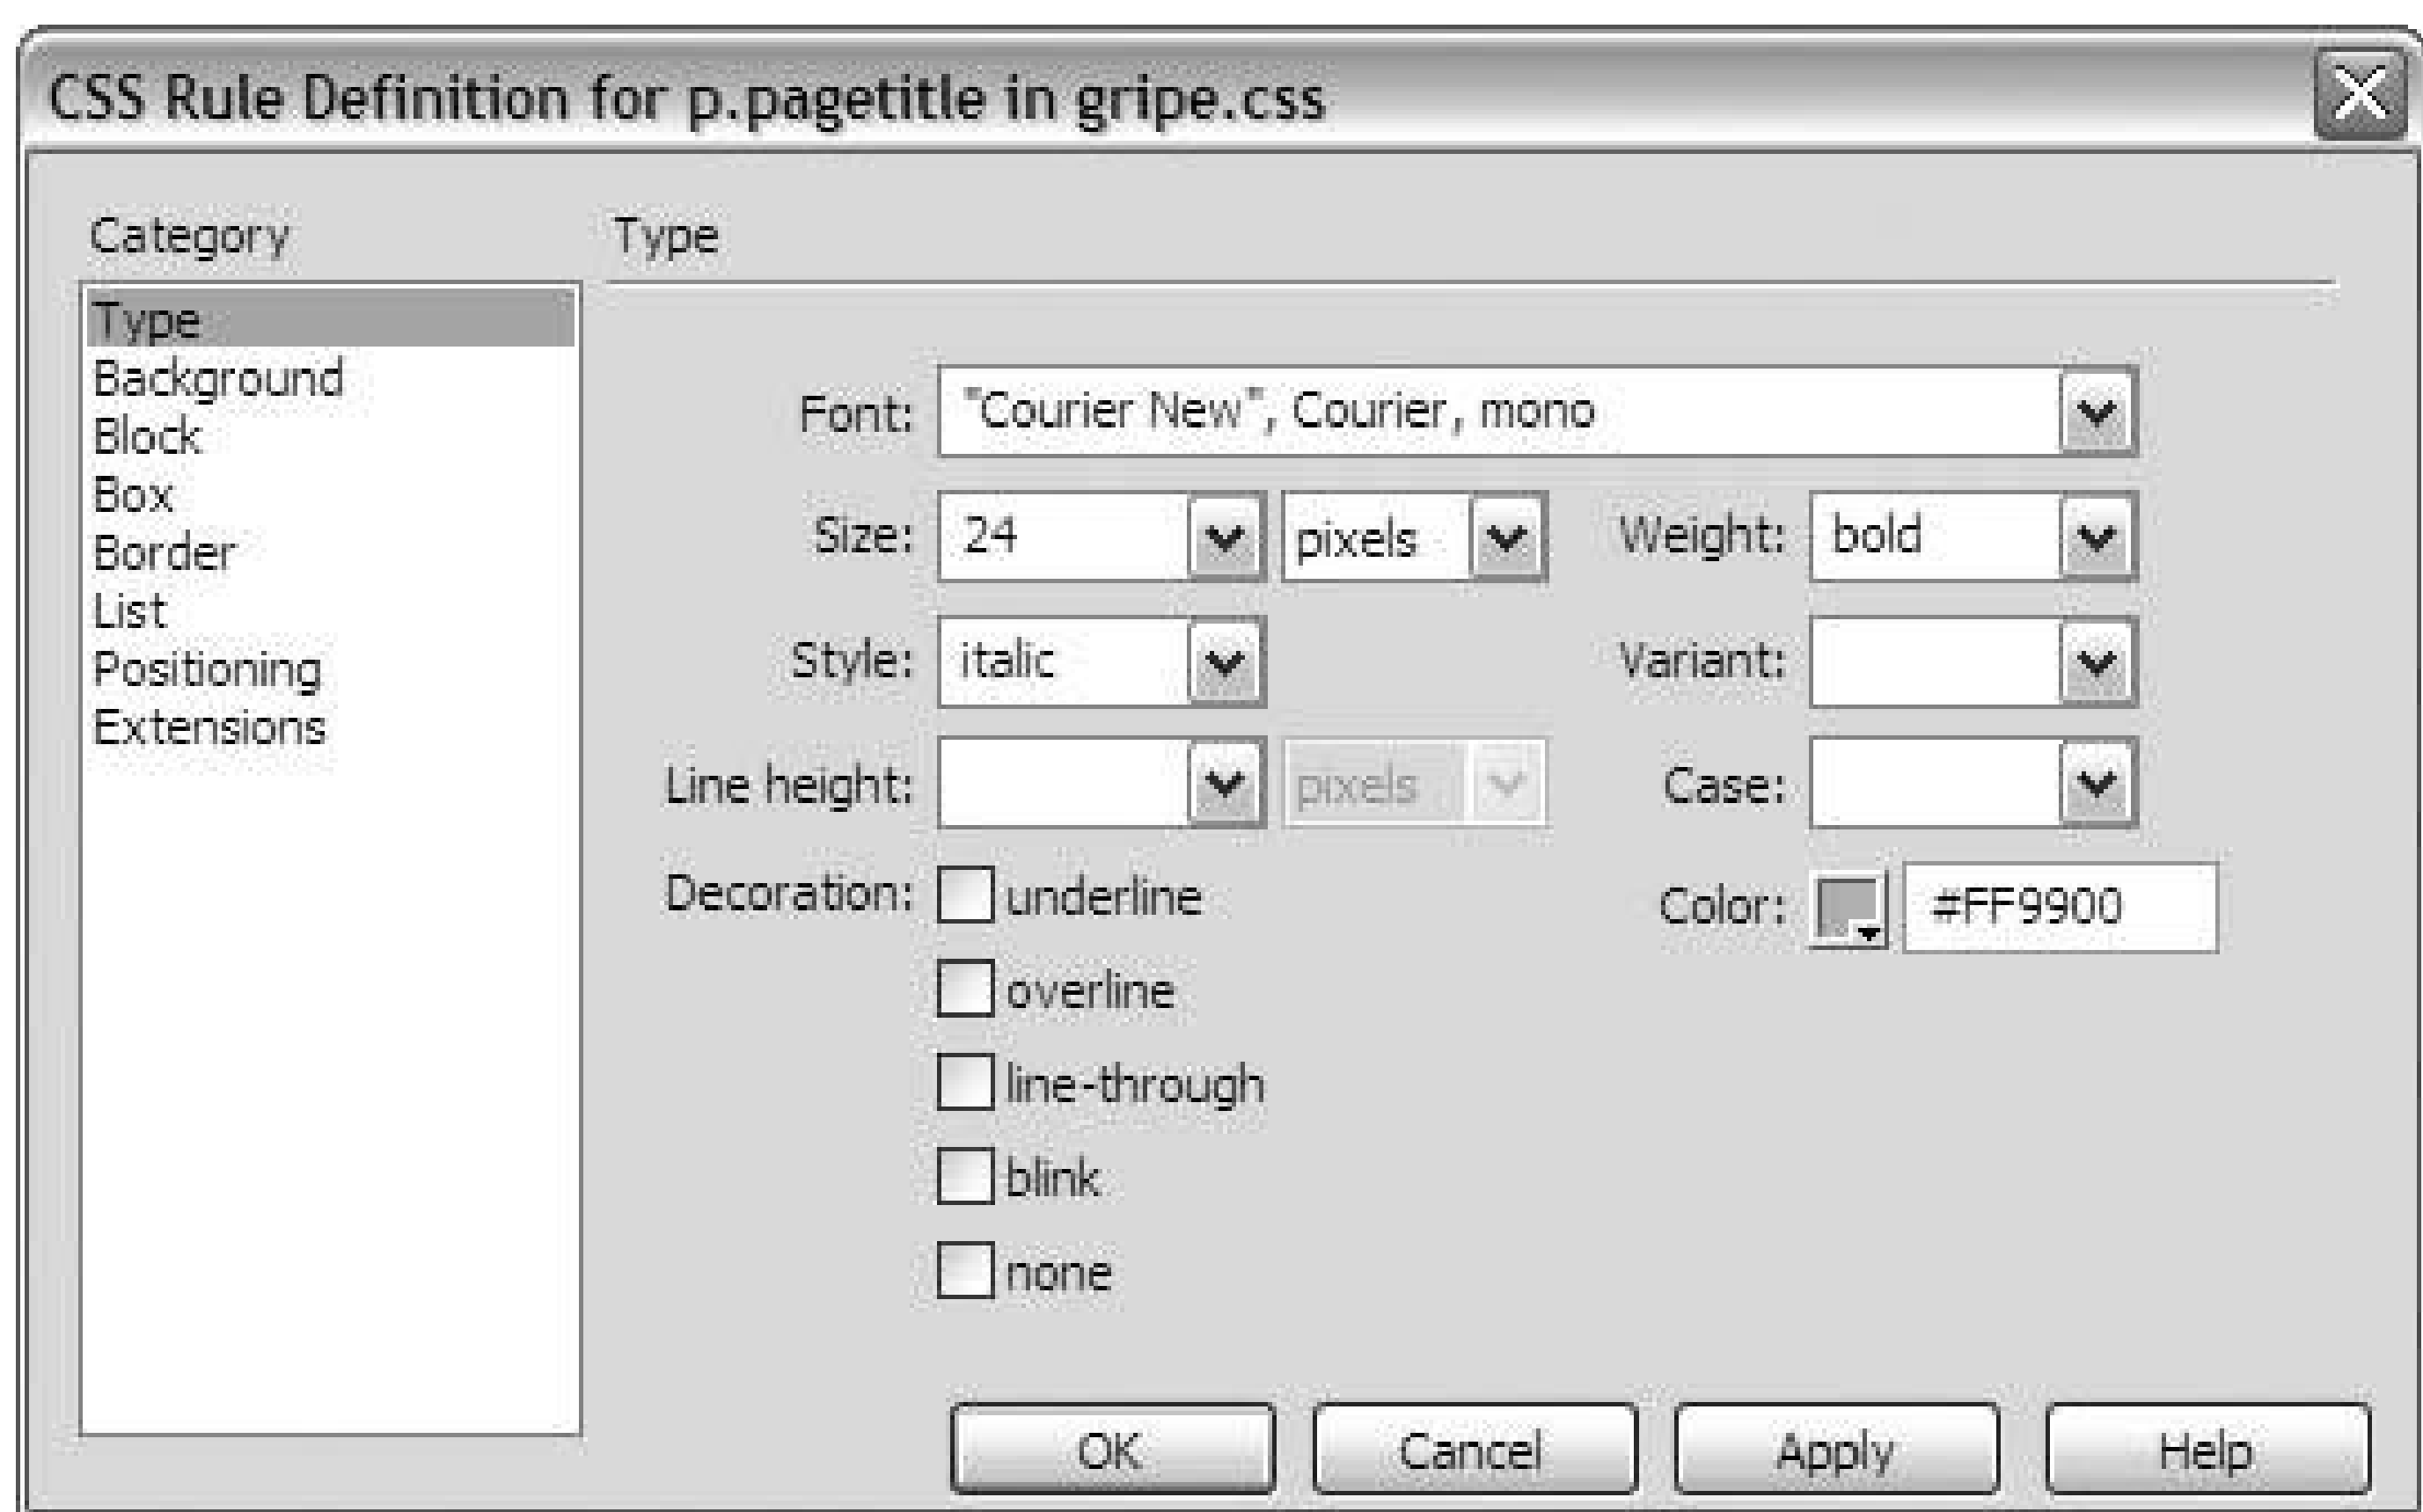 CSS Rule Definition for p.pagetitle in gripe.css
Category
Type
Type
Background
Block
Box
Border
List
Positioning
Extensions
Font: "Courier New", Courier, mono
Size: 24 pixels Weight: bold
Style: italic Variant:
Line height: pixels Case:
Decoration: underline Color: #FF9900
overline
line-through
blink
none
OK Cancel Apply Help